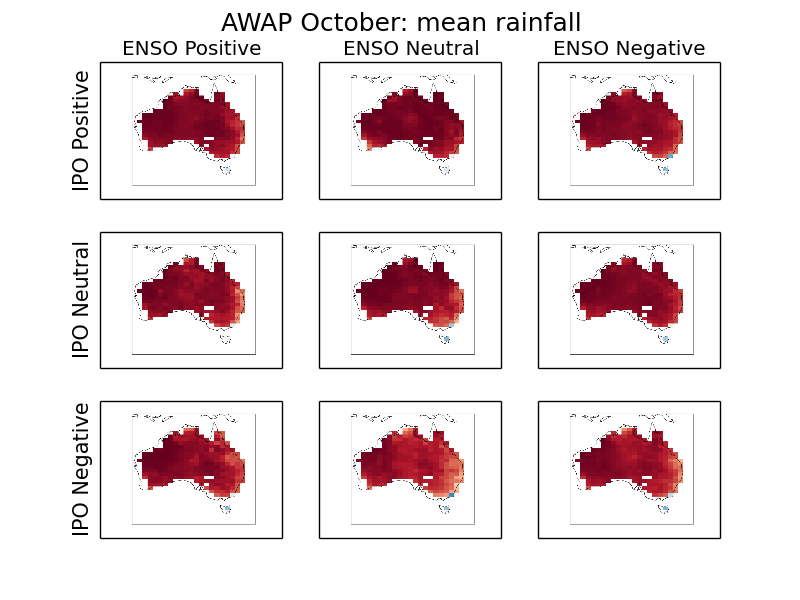 AWAP October: mean rainfall
ENSO Positive ENSO Neutral ENSO Negative
IPO Positive
IPO Neutral
IPO Negative